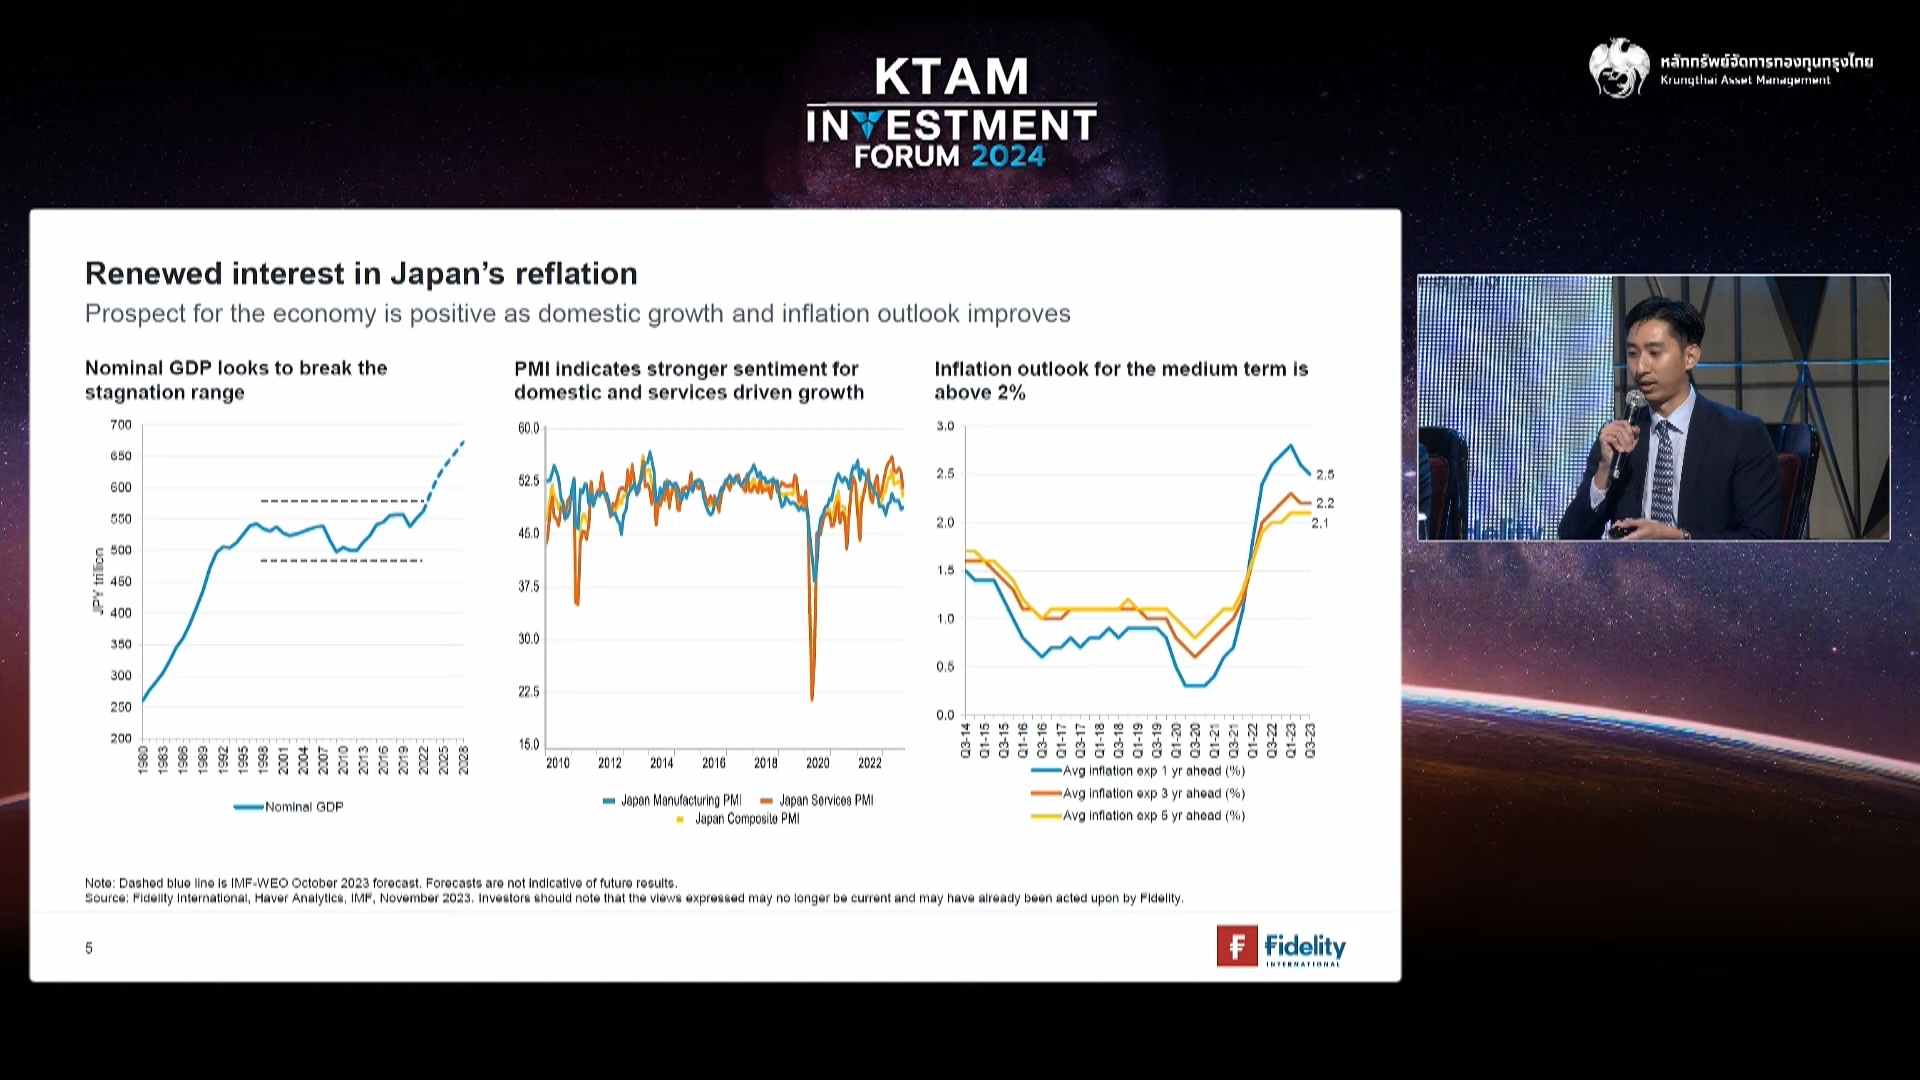 KTAM
INVESTMENT
FORUM 2024
หลักทรัพย์จัดการกองทุนกรุงไทย
Krungthai Asset Management
Renewed interest in Japan’s reflation
Prospect for the economy is positive as domestic growth and inflation outlook improves
Nominal GDP looks to break the
stagnation range
700
650
600
550
500
450
400
350
300
250
200
JPY trillion
1980 1983 1986 1989 1992 1995 1998 2001 2004 2007 2010 2013 2016 2019 2022 2025 2028
Nominal GDP
PMI indicates stronger sentiment for
domestic and services driven growth
60.0
52.5
45.0
37.5
30.0
22.5
15.0
2010 2012 2014 2016 2018 2020 2022
Japan Manufacturing PMI Japan Services PMI
Japan Composite PMI
Inflation outlook for the medium term is
above 2%
3.0
2.5
2.0
1.5
1.0
0.5
0.0
2.5
2.2
2.1
Q3-14 Q1-15 Q3-15 Q1-16 Q3-16 Q1-17 Q3-17 Q1-18 Q3-18 Q1-19 Q3-19 Q1-20 Q3-20 Q1-21 Q3-21 Q1-22 Q3-22 Q1-23 Q3-23
Avg inflation exp 1 yr ahead (%)
Avg inflation exp 3 yr ahead (%)
Avg inflation exp 5 yr ahead (%)
Note: Dashed blue line is IMF-WEO October 2023 forecast. Forecasts are not indicative of future results.
Source: Fidelity International, Haver Analytics, IMF, November 2023. Investors should note that the views expressed may no longer be current and may have already been acted upon by Fidelity.
5
Fidelity
INTERNATIONAL
Fidelity